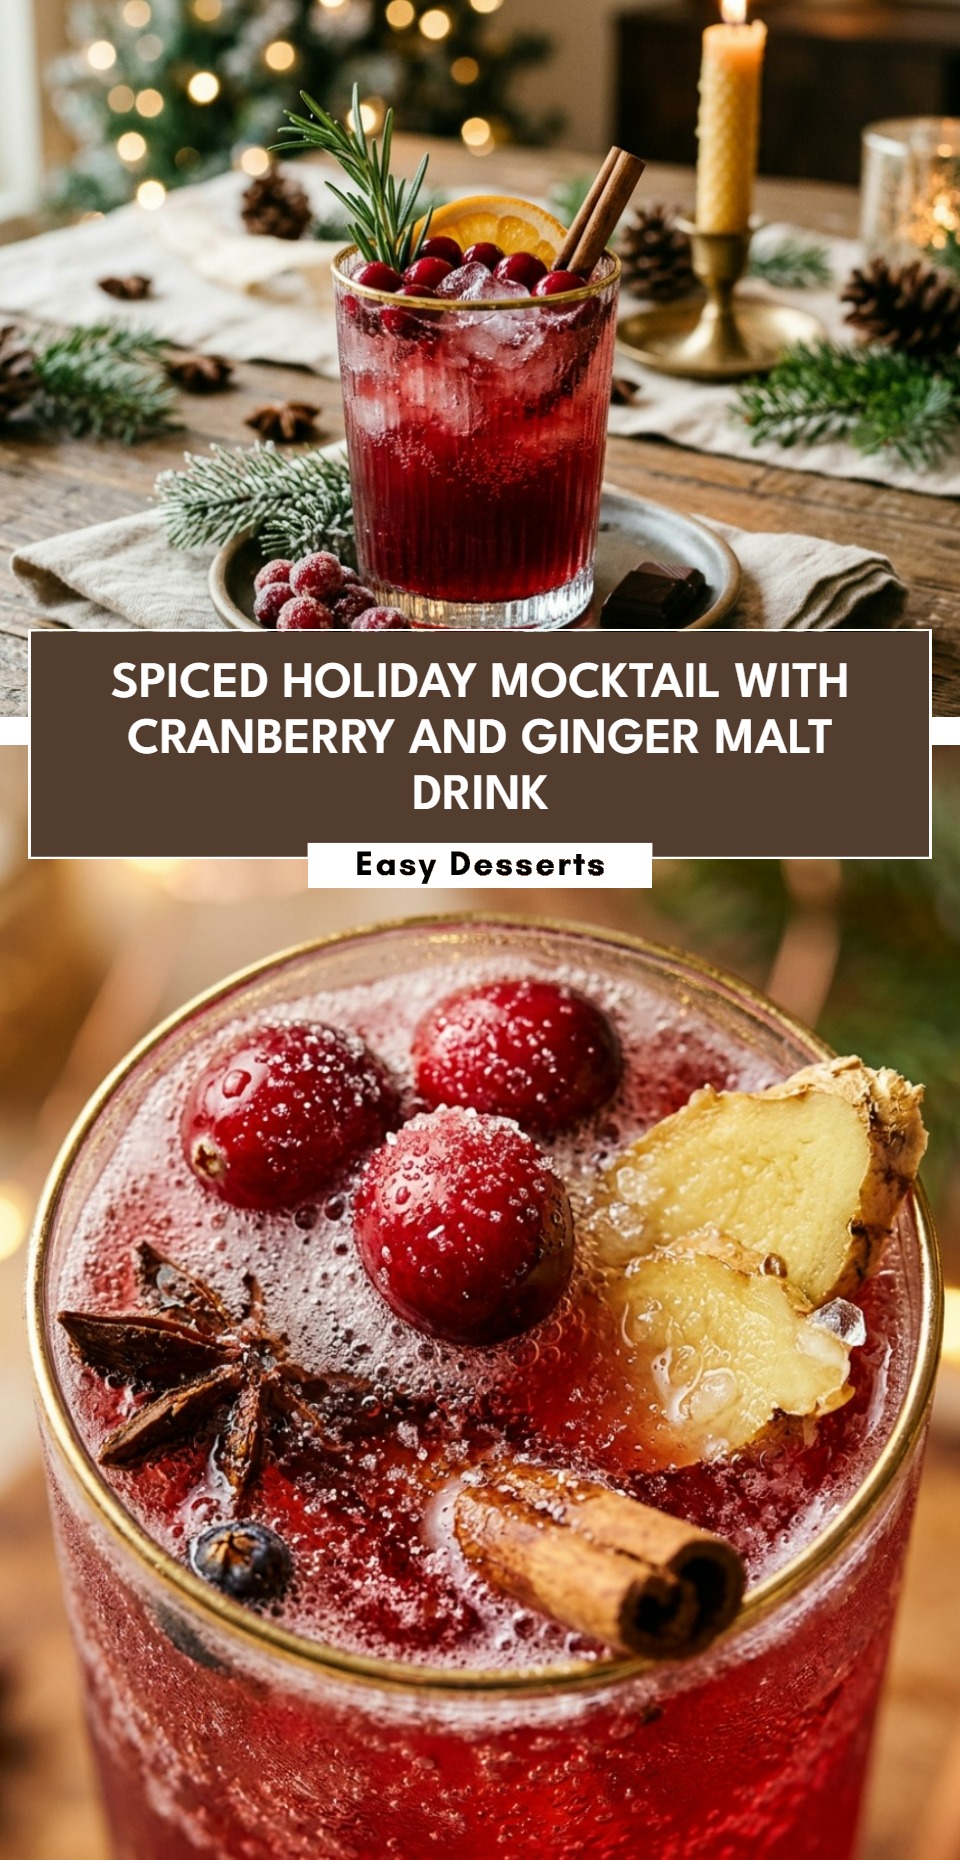 SPICED HOLIDAY MOCKTAIL WITH
CRANBERRY AND GINGER MALT
DRINK
Easy Desserts